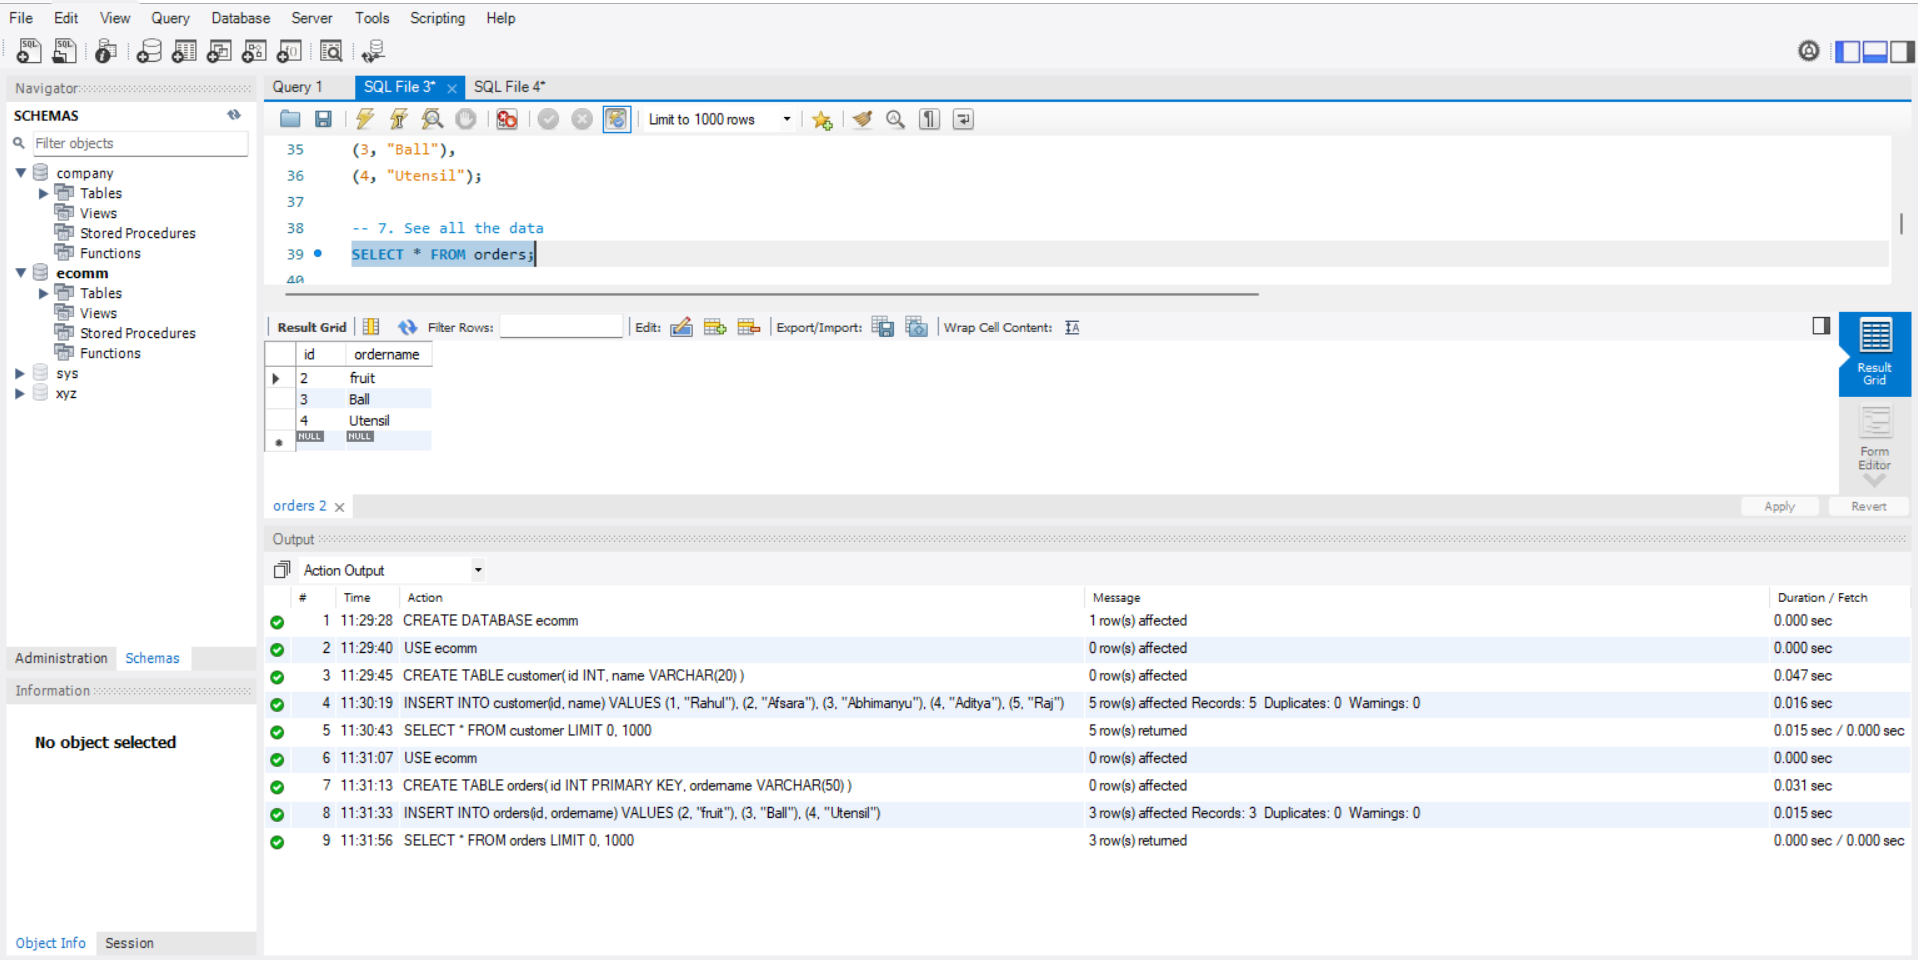 File Edit View Query Database Server Tools Scripting Help
Navigator
SCHEMAS
Filter objects
company
Tables
Views
Stored Procedures
Functions
ecomm
Tables
Views
Stored Procedures
Functions
sys
xyz
Administration Schemas
Information
No object selected
Object Info Session
Query 1 SQL File 3* SQL File 4*
Limit to 1000 rows
35 (3, "Ball"),
36 (4, "Utensil");
37
38 -- 7. See all the data
39 SELECT * FROM orders;
40
Result Grid Filter Rows: Edit: Export/Import: Wrap Cell Content:
id ordername
2 fruit
3 Ball
4 Utensil
NULL NULL
Result Grid
Form Editor
orders 2 Apply Revert
Output
Action Output
# Time Action Message Duration / Fetch
1 11:29:28 CREATE DATABASE ecomm 1 row(s) affected 0.000 sec
2 11:29:40 USE ecomm 0 row(s) affected 0.000 sec
3 11:29:45 CREATE TABLE customer( id INT, name VARCHAR(20) ) 0 row(s) affected 0.047 sec
4 11:30:19 INSERT INTO customer(id, name) VALUES (1, "Rahul"), (2, "Afsara"), (3, "Abhimanyu"), (4, "Aditya"), (5, "Raj") 5 row(s) affected Records: 5 Duplicates: 0 Warnings: 0 0.016 sec
5 11:30:43 SELECT * FROM customer LIMIT 0, 1000 5 row(s) returned 0.015 sec / 0.000 sec
6 11:31:07 USE ecomm 0 row(s) affected 0.000 sec
7 11:31:13 CREATE TABLE orders( id INT PRIMARY KEY, ordername VARCHAR(50) ) 0 row(s) affected 0.031 sec
8 11:31:33 INSERT INTO orders(id, ordername) VALUES (2, "fruit"), (3, "Ball"), (4, "Utensil") 3 row(s) affected Records: 3 Duplicates: 0 Warnings: 0 0.015 sec
9 11:31:56 SELECT * FROM orders LIMIT 0, 1000 3 row(s) returned 0.000 sec / 0.000 sec